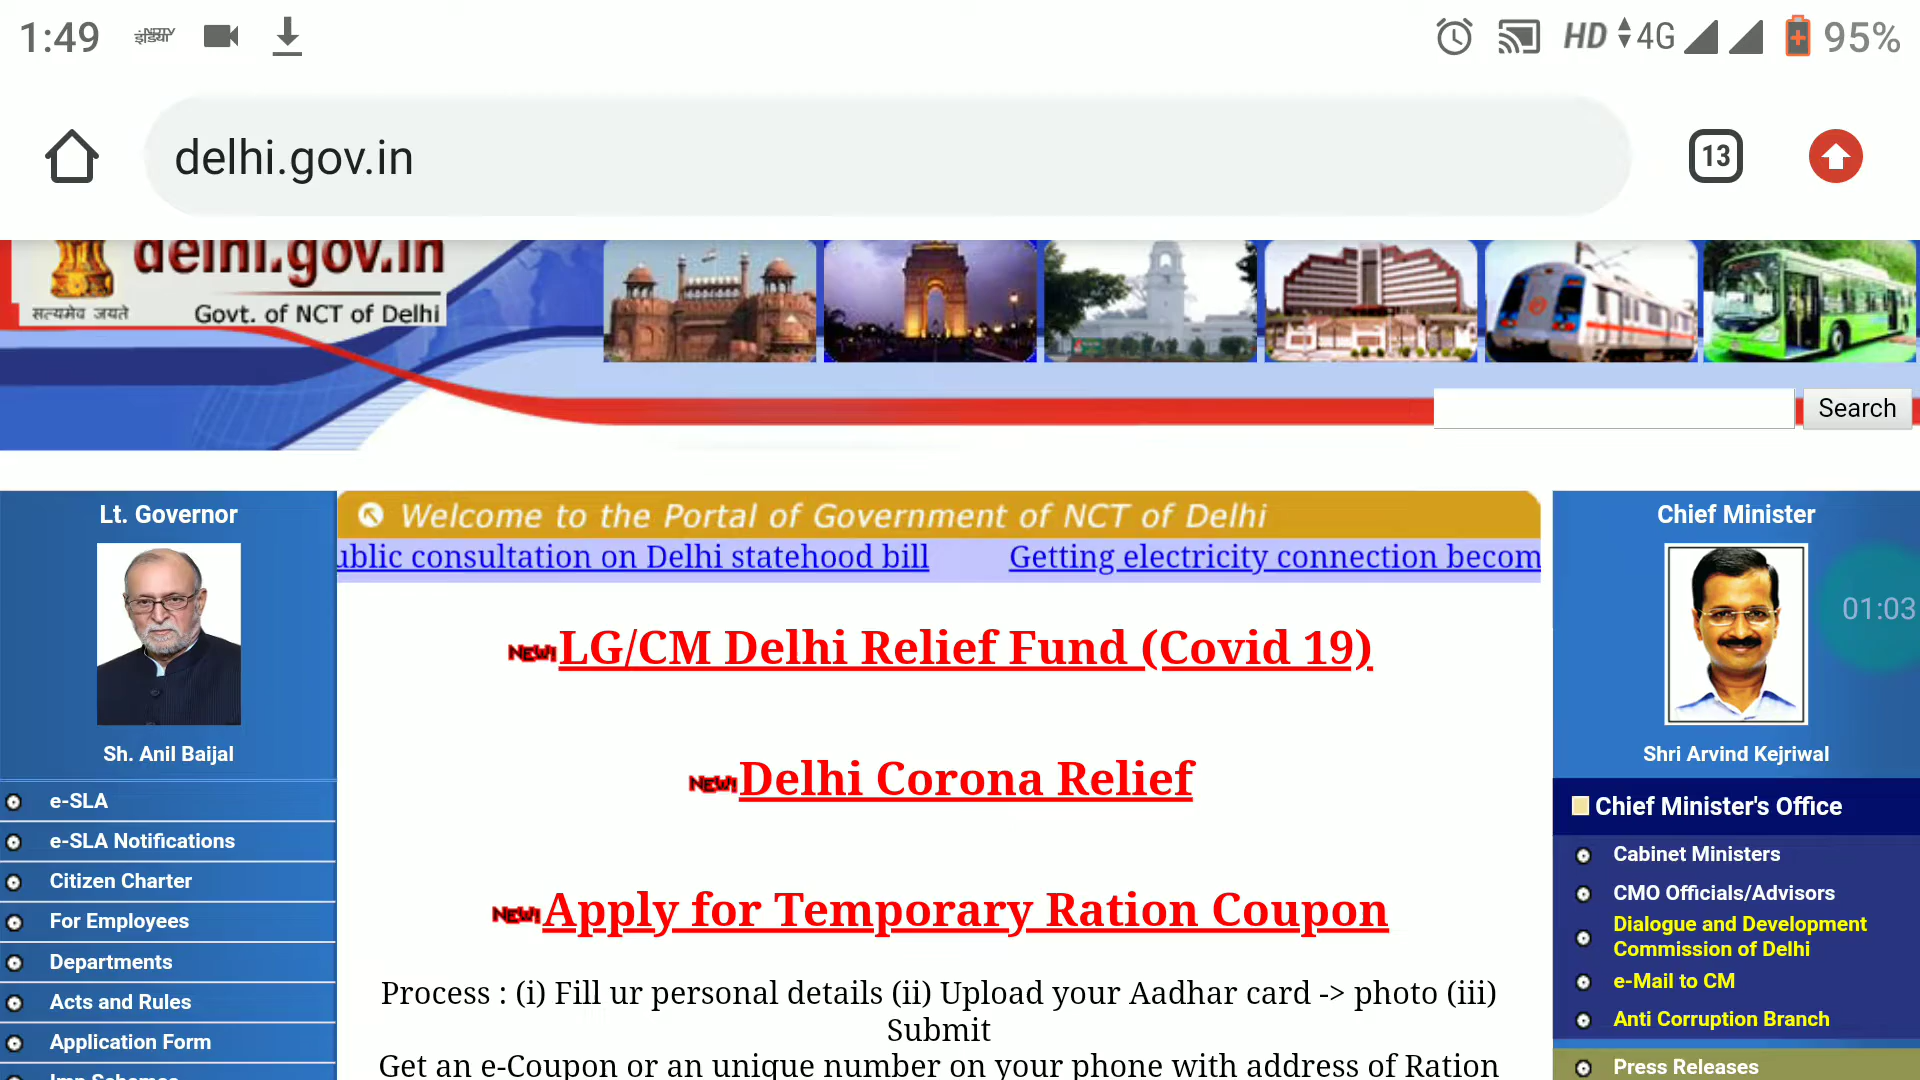 1:49
NDTV
इंडिया
HD 4G 95%
delhi.gov.in
13
delhi.gov.in
सत्यमेव जयते
Govt. of NCT of Delhi
Search
Lt. Governor
Sh. Anil Baijal
e-SLA
e-SLA Notifications
Citizen Charter
For Employees
Departments
Acts and Rules
Application Form
Imp Schemes
Welcome to the Portal of Government of NCT of Delhi
ublic consultation on Delhi statehood bill Getting electricity connection becom
NEW! LG/CM Delhi Relief Fund (Covid 19)
NEW! Delhi Corona Relief
NEW! Apply for Temporary Ration Coupon
Process : (i) Fill ur personal details (ii) Upload your Aadhar card -> photo (iii)
Submit
Get an e-Coupon or an unique number on your phone with address of Ration
Chief Minister
01:03
Shri Arvind Kejriwal
Chief Minister's Office
Cabinet Ministers
CMO Officials/Advisors
Dialogue and Development
Commission of Delhi
e-Mail to CM
Anti Corruption Branch
Press Releases